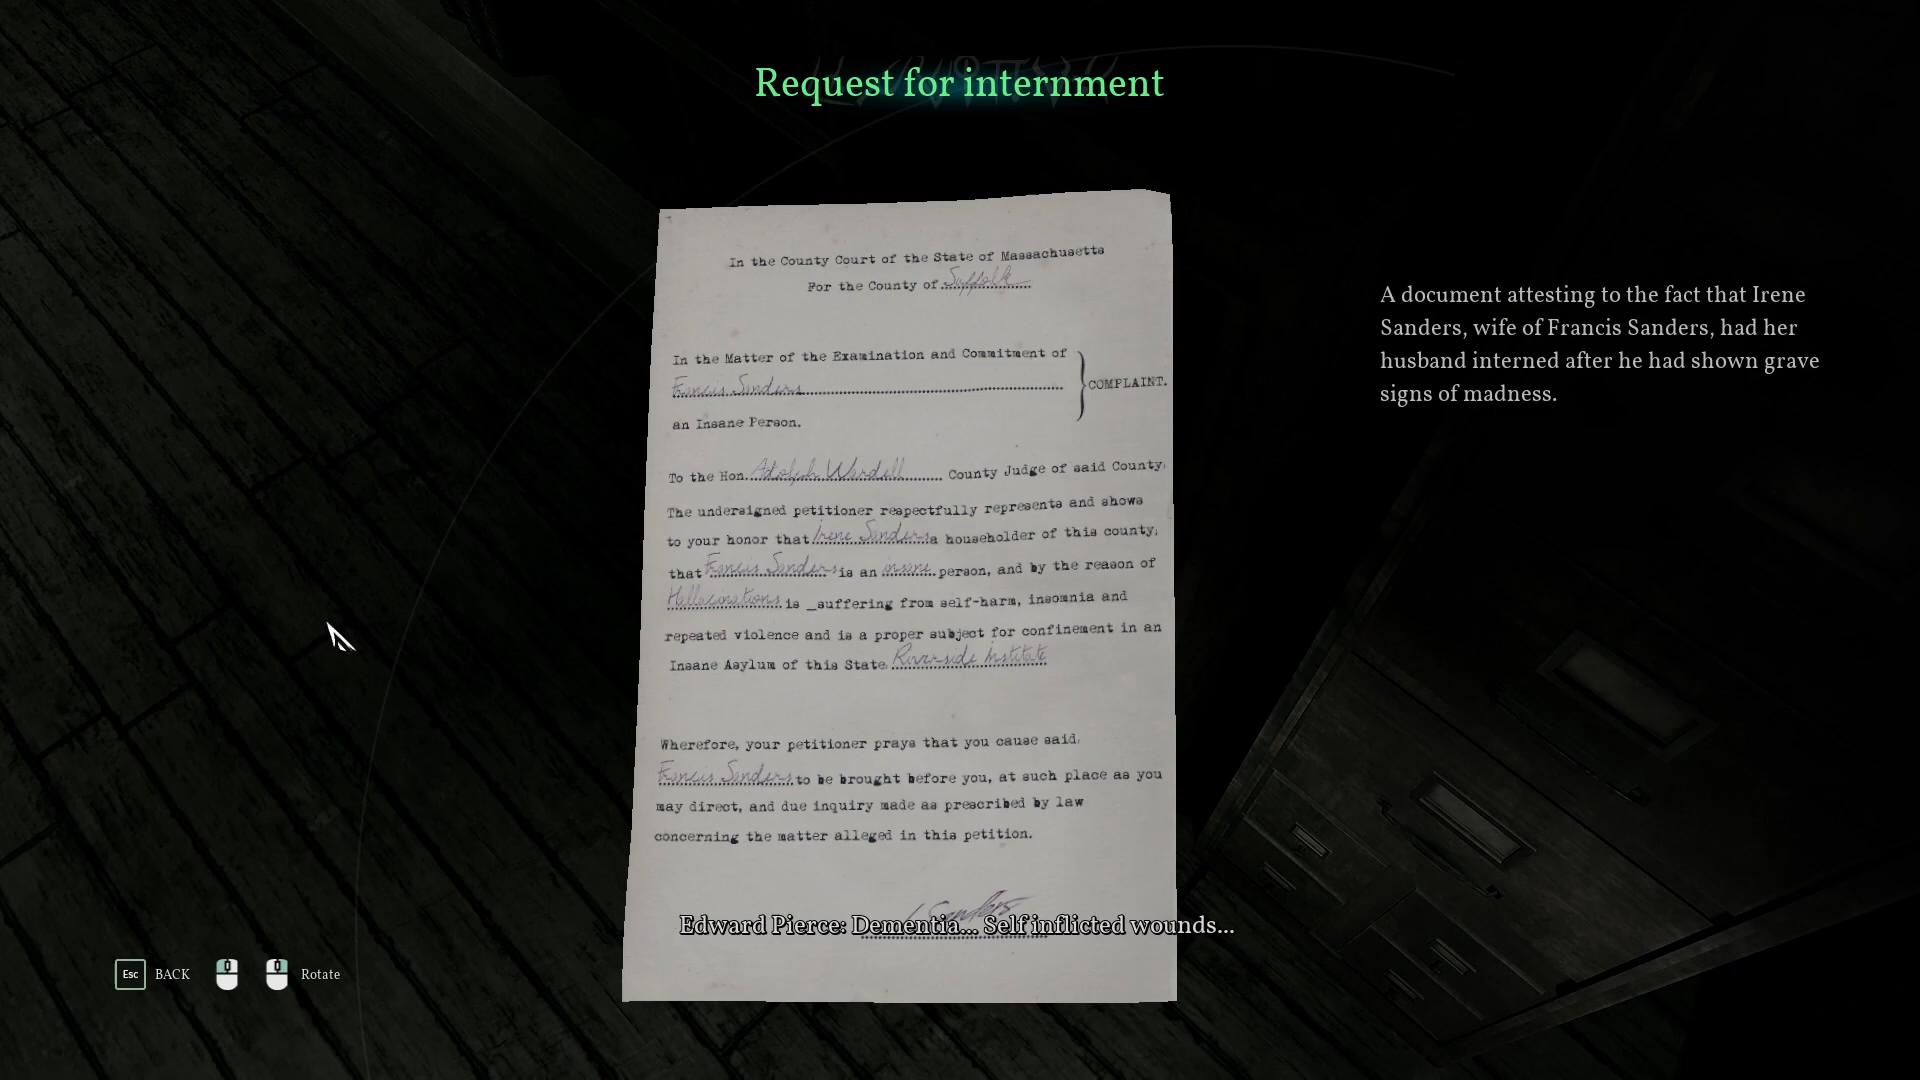 Request for internment
In the County Court of the State of Massachusetts
For the County of Suffolk
In the Matter of the Examination and Commitment of
Francis Sanders
COMPLAINT.
an Insane Person.
To the Hon. Adolph Wardell County Judge of said County,
The undersigned petitioner respectfully represents and shows
to your honor that Irene Sanders a householder of this county,
that Francis Sanders is an insane person, and by the reason of
Hallucinations is _suffering from self-harm, insomnia and
repeated violence and is a proper subject for confinement in an
Insane Asylum of this State Riverside Institute
Wherefore, your petitioner prays that you cause said,
Francis Sanders to be brought before you, at such place as you
may direct, and due inquiry made as prescribed by law
concerning the matter alleged in this petition.
I Sanders
A document attesting to the fact that Irene
Sanders, wife of Francis Sanders, had her
husband interned after he had shown grave
signs of madness.
Edward Pierce: Dementia... Self inflicted wounds...
Esc BACK Rotate